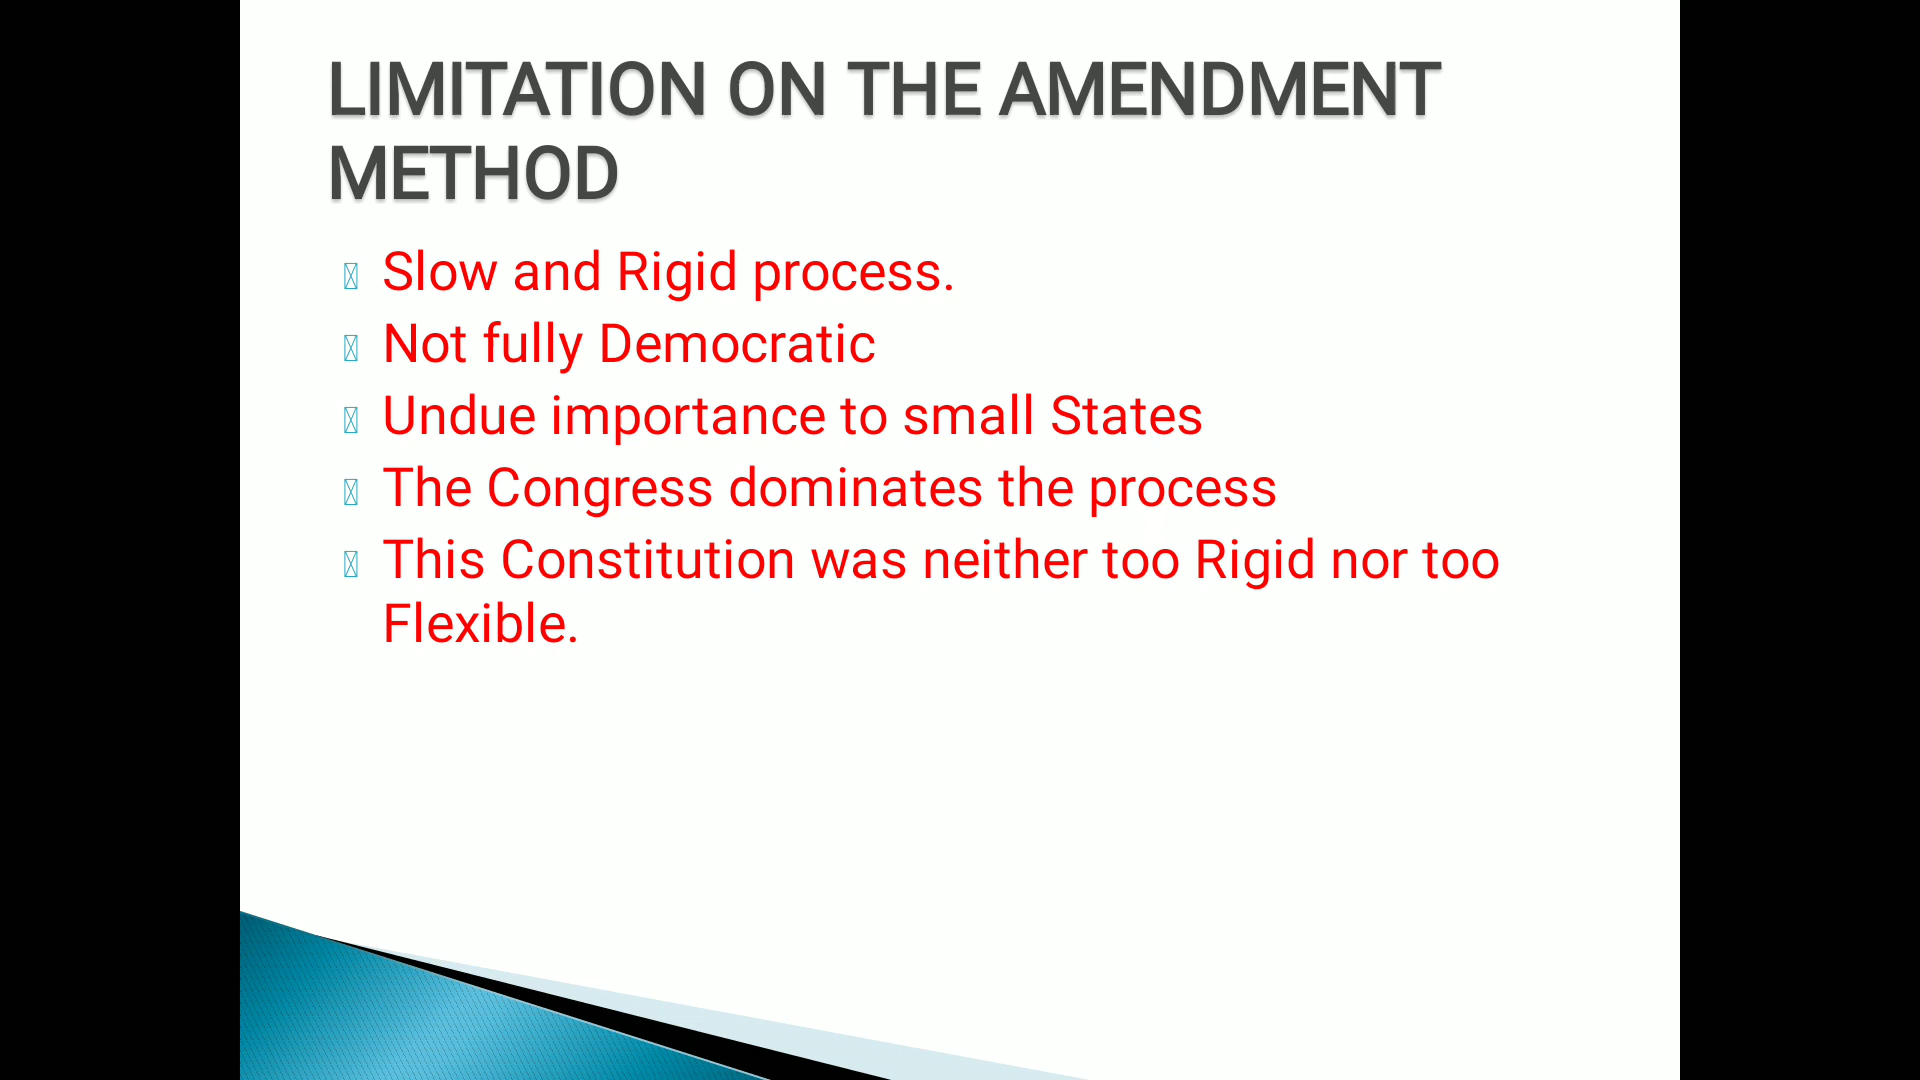 LIMITATION ON THE AMENDMENT
METHOD
Slow and Rigid process.
Not fully Democratic
Undue importance to small States
The Congress dominates the process
This Constitution was neither too Rigid nor too
Flexible.